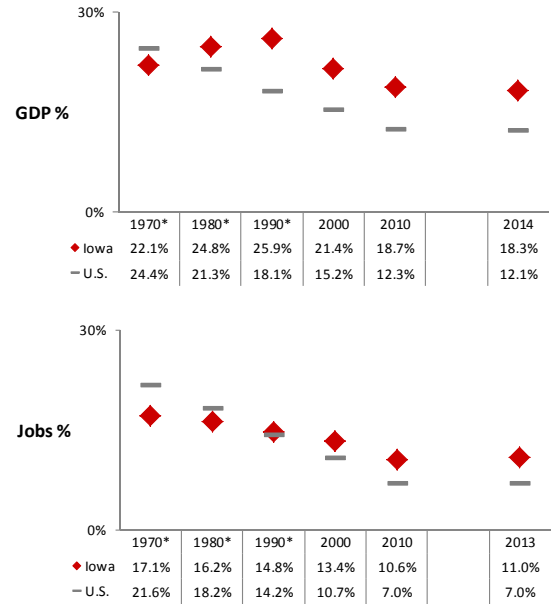 30%
GDP %
0%
1970* 1980* 1990* 2000 2010 2014
Iowa 22.1% 24.8% 25.9% 21.4% 18.7% 18.3%
U.S. 24.4% 21.3% 18.1% 15.2% 12.3% 12.1%
30%
Jobs %
0%
1970* 1980* 1990* 2000 2010 2013
Iowa 17.1% 16.2% 14.8% 13.4% 10.6% 11.0%
U.S. 21.6% 18.2% 14.2% 10.7% 7.0% 7.0%